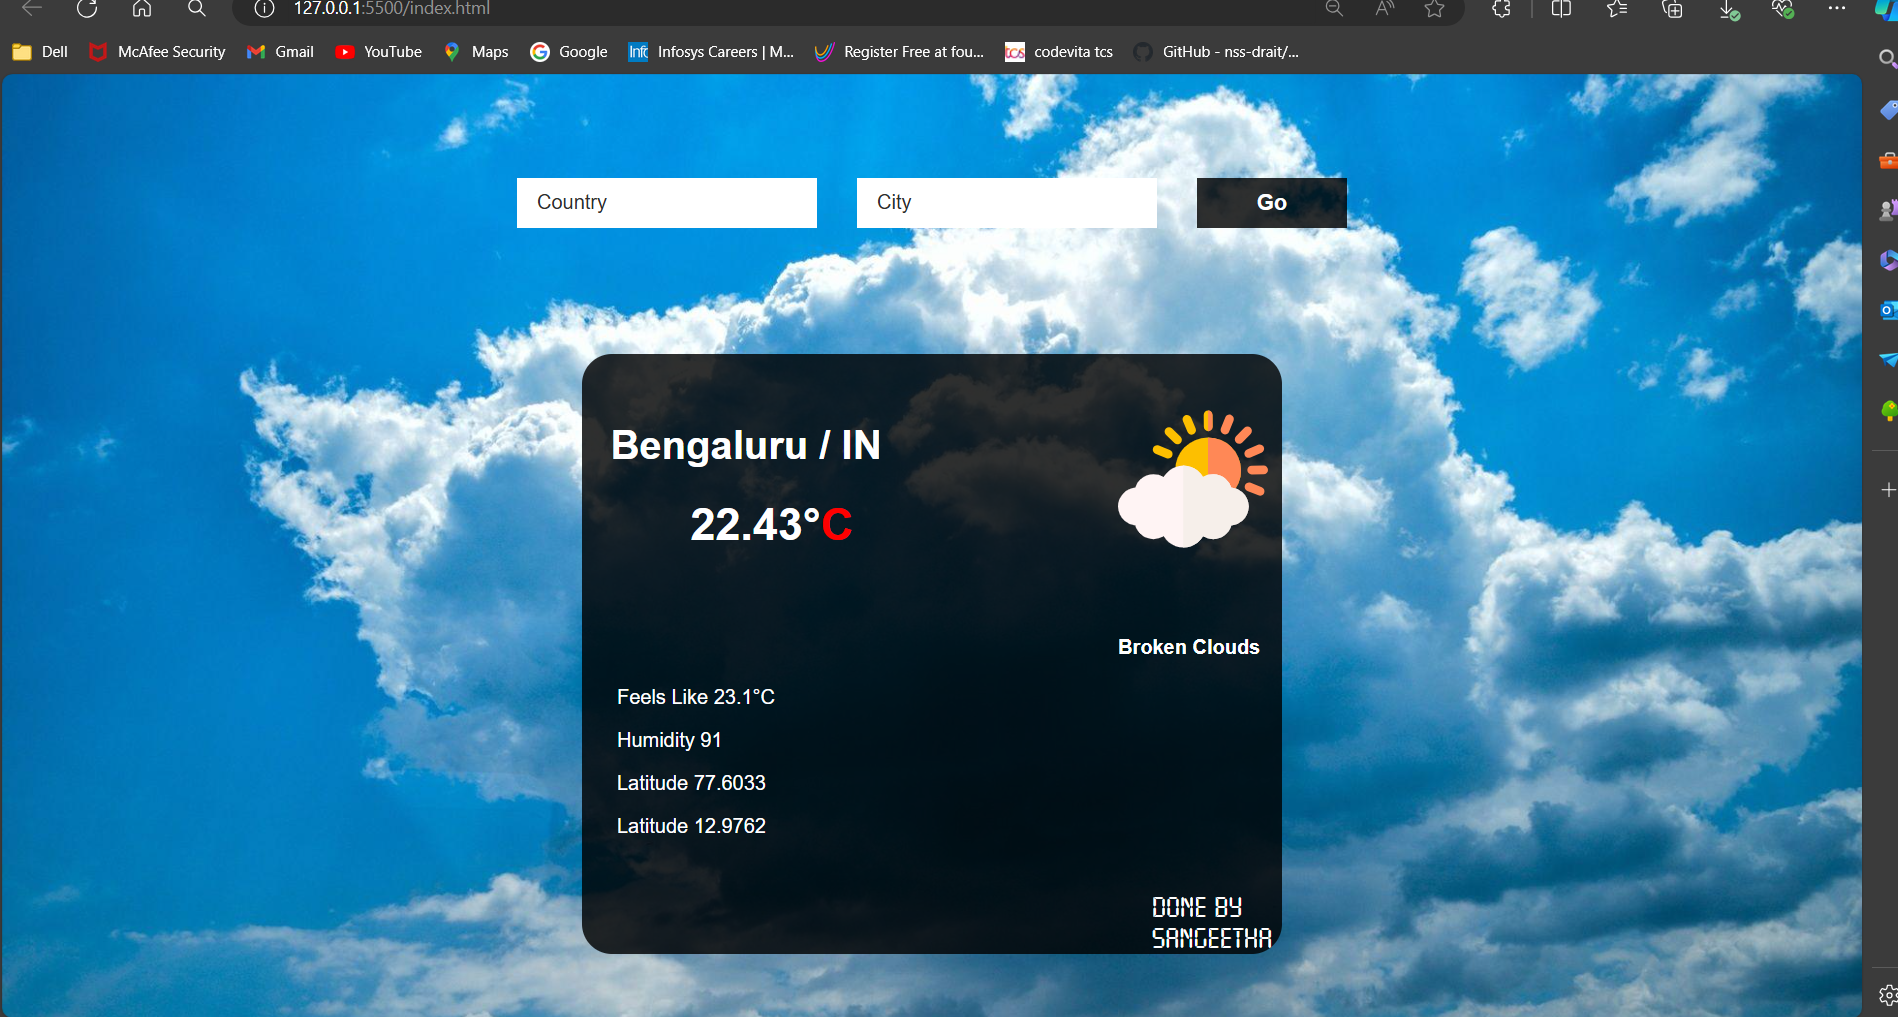 127.0.0.1:5500/index.html
Dell McAfee Security Gmail YouTube Maps Google Infosys Careers | M... Register Free at fou... codevita tcs GitHub - nss-drait/...
Country City Go
Bengaluru / IN
22.43°C
Broken Clouds
Feels Like 23.1°C
Humidity 91
Latitude 77.6033
Latitude 12.9762
DONE BY
SANGEETHA